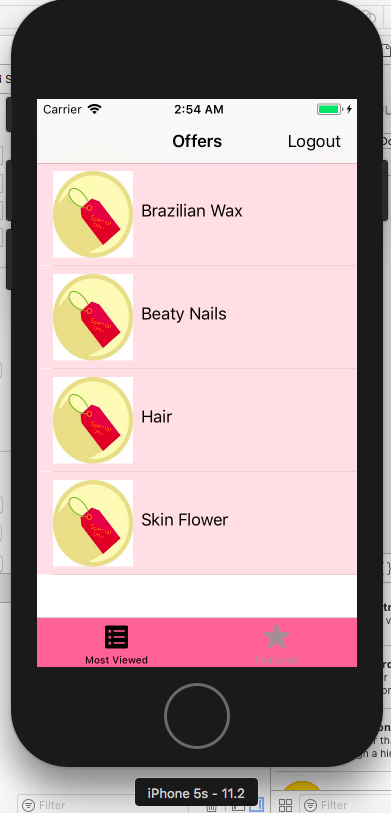 Carrier
2:54 AM
Offers
Logout
Brazilian Wax
Beaty Nails
Hair
Skin Flower
Most Viewed
iPhone 5s - 11.2
Filter
Filter